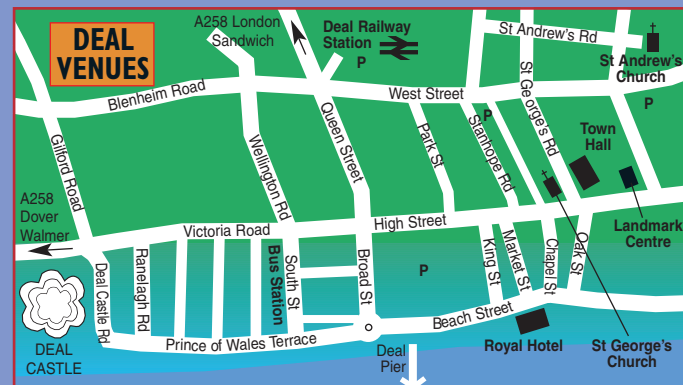 DEAL
VENUES
A258 London
Sandwich
Deal Railway
Station
P
St Andrew's Rd
St Andrew's
Church
Blenheim Road
West Street
P
P
Gilford Road
Wellington Rd
Queen Street
Park St
Stanhope Rd
St George's Rd
Town
Hall
A258
Dover
Walmer
Victoria Road
High Street
Landmark
Centre
Deal Castle Rd
Ranelagh Rd
Bus Station
South St
Broad St
P
King St
Market St
Chapel St
Oak St
DEAL
CASTLE
Prince of Wales Terrace
Beach Street
Deal
Pier
Royal Hotel
St George's
Church